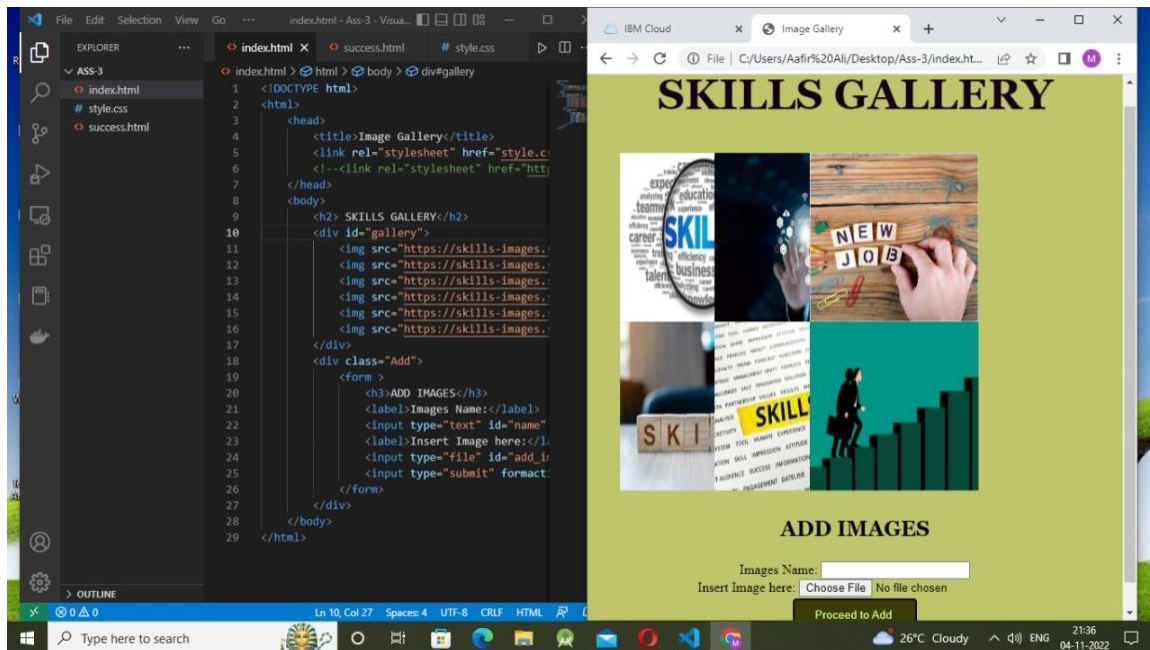 File Edit Selection View Go ··· index.html - Ass-3 - Visua...
EXPLORER ···
ASS-3
index.html
# style.css
success.html
OUTLINE
index.html
success.html
# style.css
index.html > html > body > div#gallery
1 <!DOCTYPE html>
2 <html>
3 <head>
4 <title>Image Gallery</title>
5 <link rel="stylesheet" href="style.c
6 <!--<link rel="stylesheet" href="htt
7 </head>
8 <body>
9 <h2> SKILLS GALLERY</h2>
10 <div id="gallery">
11 <img src="https://skills-images.s
12 <img src="https://skills-images.s
13 <img src="https://skills-images.s
14 <img src="https://skills-images.s
15 <img src="https://skills-images.s
16 <img src="https://skills-images.s
17 </div>
18 <div class="Add">
19 <form >
20 <h3>ADD IMAGES</h3>
21 <label>Images Name:</label>
22 <input type="text" id="name"
23 <label>Insert Image here:</l
24 <input type="file" id="add_i
25 <input type="submit" formact
26 </form>
27 </div>
28 </body>
29 </html>
0 0 Ln 10, Col 27 Spaces: 4 UTF-8 CRLF HTML
IBM Cloud
Image Gallery
File C:/Users/Aafir%20Ali/Desktop/Ass-3/index.ht...
M
SKILLS GALLERY
education
teamwork
career
SKIL
efficiency
business
talent
NEW
JOB
SKI
SKILL
ADD IMAGES
Images Name:
Insert Image here: Choose File No file chosen
Proceed to Add
Type here to search
26°C Cloudy ENG 21:36
04-11-2022